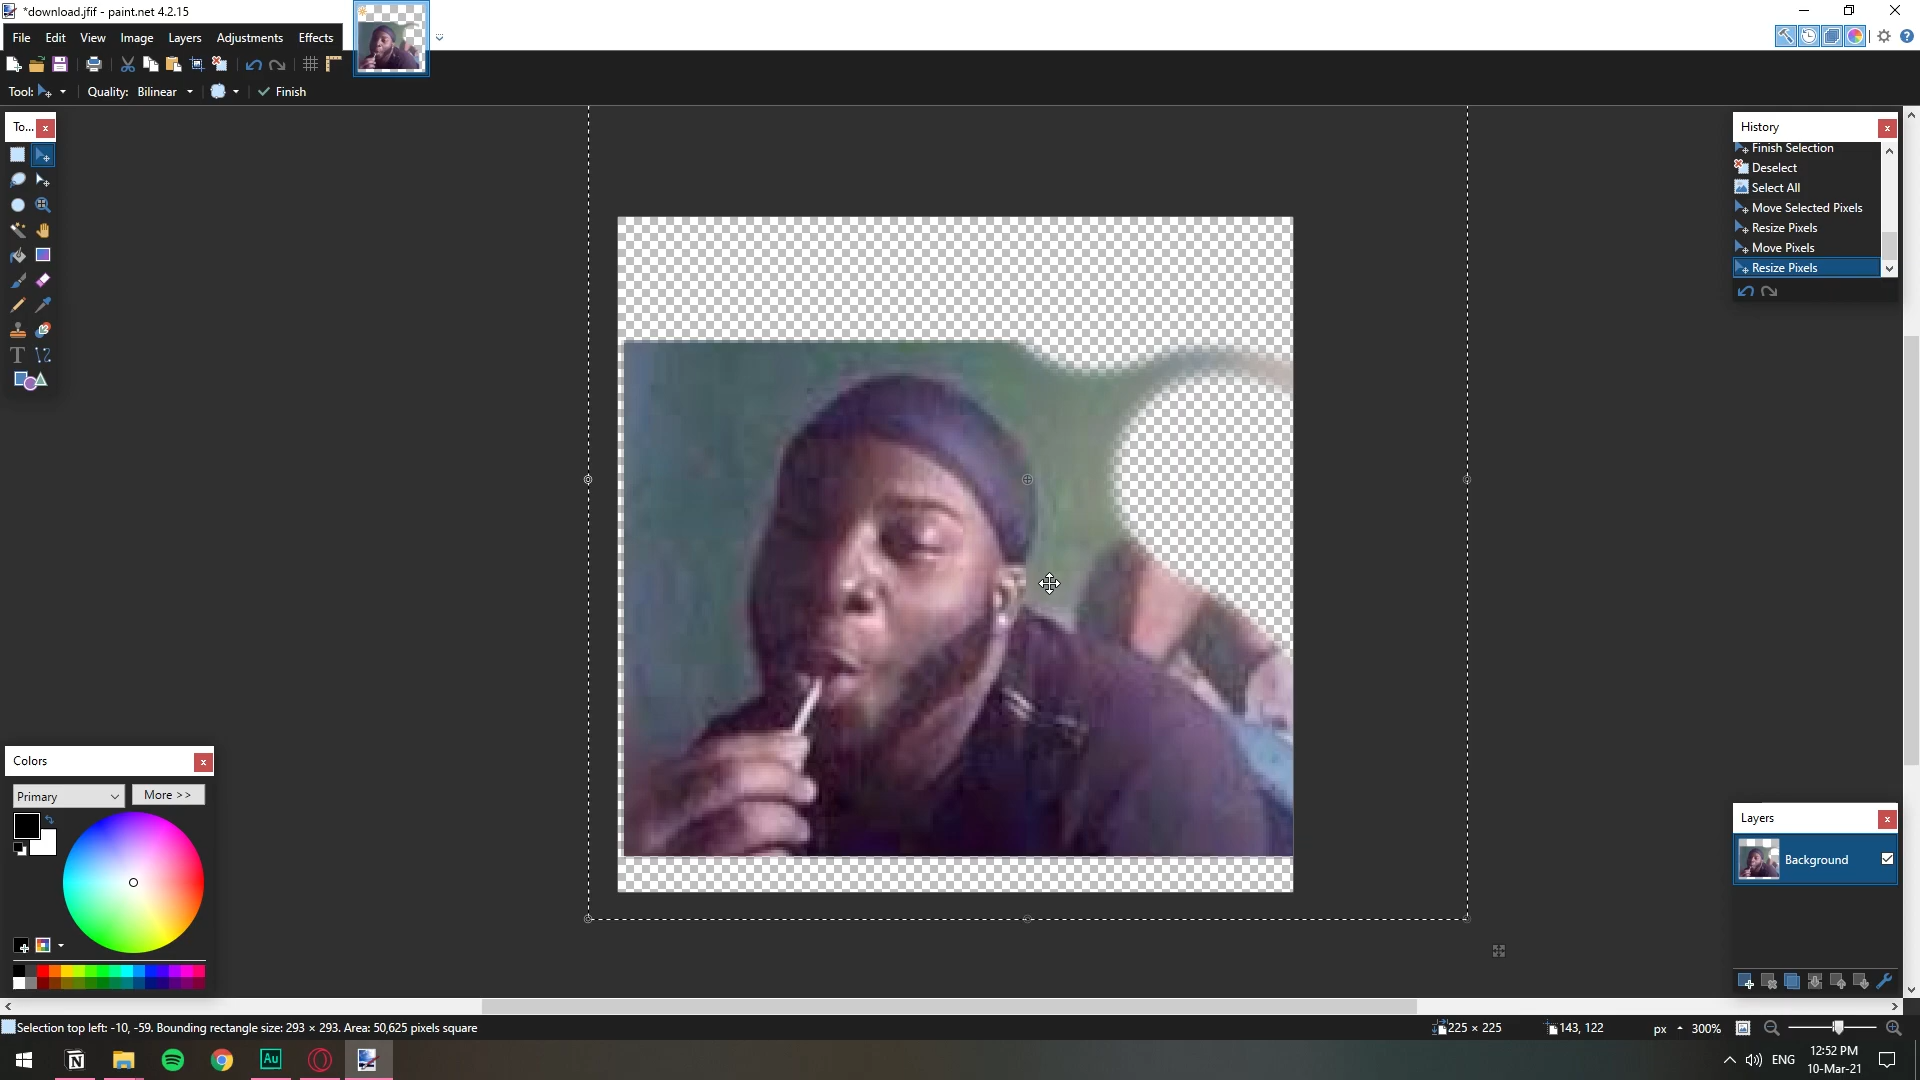 *download.jfif - paint.net 4.2.15
File Edit View Image Layers Adjustments Effects
Tool: Quality: Bilinear Finish
To...
History
Finish Selection
Deselect
Select All
Move Selected Pixels
Resize Pixels
Move Pixels
Resize Pixels
Colors
Primary More >>
Layers
Background
Selection top left: -10, -59. Bounding rectangle size: 293 × 293. Area: 50,625 pixels square 225 × 225 143, 122 px 300%
N Au ENG 12:52 PM
10-Mar-21